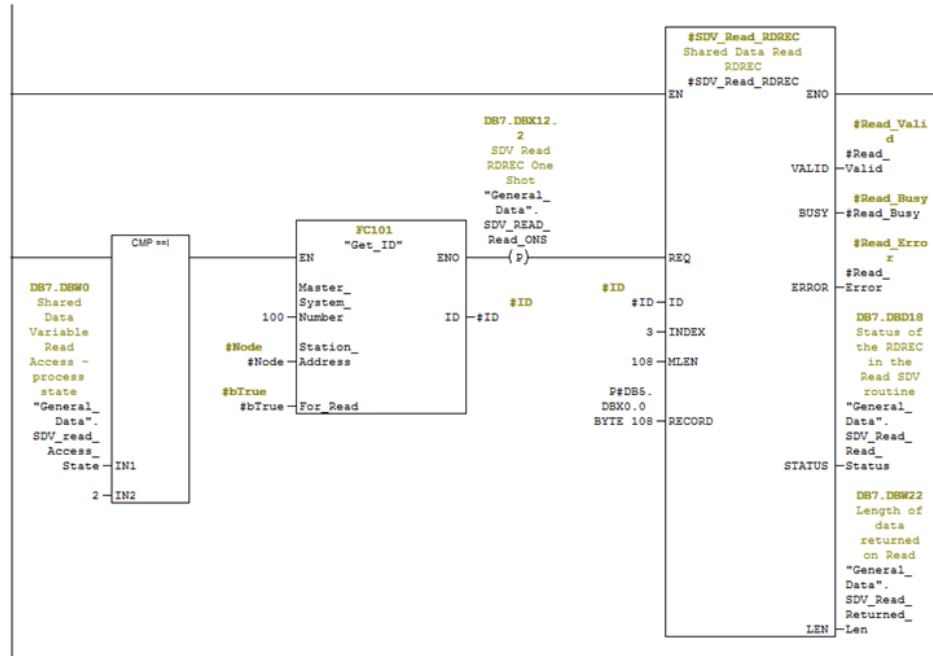 #SDV_Read_RDREC
Shared Data Read
RDREC
#SDV_Read_RDREC
EN
ENO
DB7.DBX12.
2
SDV Read
RDREC One
Shot
"General_
Data".
SDV_READ_
Read_ONS
(P)
#Read_Vali
d
#Read_
VALID
Valid
#Read_Busy
BUSY
#Read_Busy
#Read_Erro
r
#Read_
ERROR
Error
CMP ==I
FC101
"Get_ID"
EN
ENO
REQ
Master_
System_
100
Number
#ID
ID
#ID
#ID
#ID
ID
3
INDEX
#Node
Station_
#Node
Address
108
MLEN
#bTrue
#bTrue
For_Read
P#DB5.
DBX0.0
BYTE 108
RECORD
DB7.DBW0
Shared
Data
Variable
Read
Access -
process
state
"General_
Data".
SDV_read_
Access_
State
IN1
2
IN2
DB7.DBD18
Status of
the RDREC
in the
Read SDV
routine
"General_
Data".
SDV_Read_
Read_
STATUS
Status
DB7.DBW22
Length of
data
returned
on Read
"General_
Data".
SDV_Read_
Returned_
LEN
Len